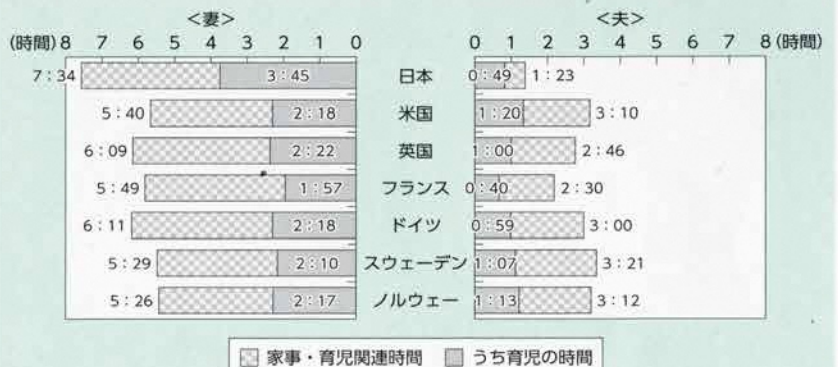 <妻> <夫>
(時間) 8 7 6 5 4 3 2 1 0 0 1 2 3 4 5 6 7 8 (時間)
7:34 3:45 日本 0:49 1:23
5:40 2:18 米国 1:20 3:10
6:09 2:22 英国 1:00 2:46
5:49 1:57 フランス 0:40 2:30
6:11 2:18 ドイツ 0:59 3:00
5:29 2:10 スウェーデン 1:07 3:21
5:26 2:17 ノルウェー 1:13 3:12
家事・育児関連時間 うち育児の時間